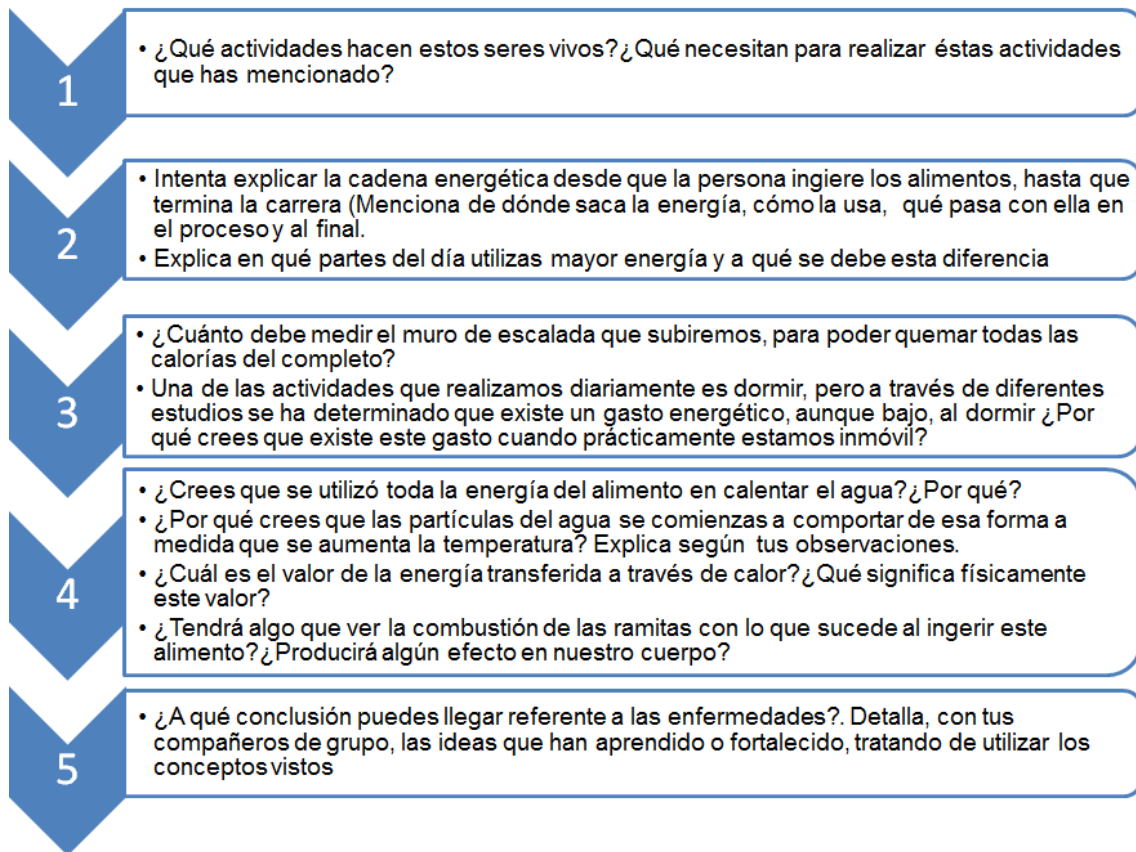 1
• ¿Qué actividades hacen estos seres vivos?¿Qué necesitan para realizar éstas actividades
que has mencionado?
2
• Intenta explicar la cadena energética desde que la persona ingiere los alimentos, hasta que
termina la carrera (Menciona de dónde saca la energía, cómo la usa, qué pasa con ella en
el proceso y al final.
• Explica en qué partes del día utilizas mayor energía y a qué se debe esta diferencia
3
• ¿Cuánto debe medir el muro de escalada que subiremos, para poder quemar todas las
calorías del completo?
• Una de las actividades que realizamos diariamente es dormir, pero a través de diferentes
estudios se ha determinado que existe un gasto energético, aunque bajo, al dormir ¿Por
qué crees que existe este gasto cuando prácticamente estamos inmóvil?
4
• ¿Crees que se utilizó toda la energía del alimento en calentar el agua?¿Por qué?
• ¿Por qué crees que las partículas del agua se comienzas a comportar de esa forma a
medida que se aumenta la temperatura? Explica según tus observaciones.
• ¿Cuál es el valor de la energía transferida a través de calor?¿Qué significa físicamente
este valor?
• ¿Tendrá algo que ver la combustión de las ramitas con lo que sucede al ingerir este
alimento?¿Producirá algún efecto en nuestro cuerpo?
5
• ¿A qué conclusión puedes llegar referente a las enfermedades?. Detalla, con tus
compañeros de grupo, las ideas que han aprendido o fortalecido, tratando de utilizar los
conceptos vistos